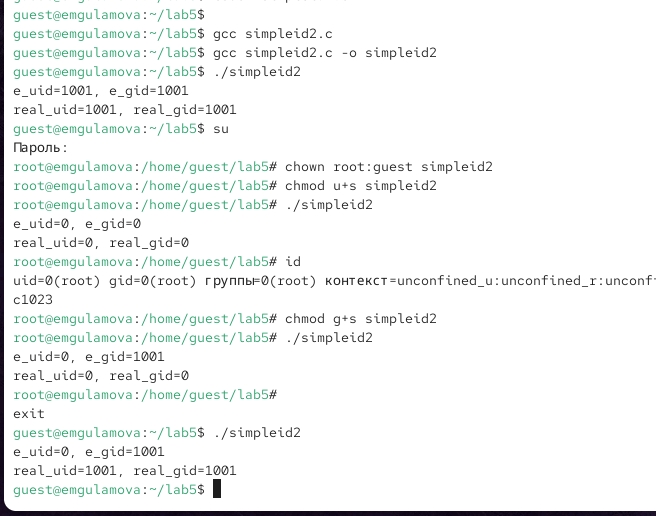 guest@emgulamova:~/lab5$
guest@emgulamova:~/lab5$ gcc simpleid2.c
guest@emgulamova:~/lab5$ gcc simpleid2.c -o simpleid2
guest@emgulamova:~/lab5$ ./simpleid2
e_uid=1001, e_gid=1001
real_uid=1001, real_gid=1001
guest@emgulamova:~/lab5$ su
Пароль:
root@emgulamova:/home/guest/lab5# chown root:guest simpleid2
root@emgulamova:/home/guest/lab5# chmod u+s simpleid2
root@emgulamova:/home/guest/lab5# ./simpleid2
e_uid=0, e_gid=0
real_uid=0, real_gid=0
root@emgulamova:/home/guest/lab5# id
uid=0(root) gid=0(root) группы=0(root) контекст=unconfined_u:unconfined_r:unconf
c1023
root@emgulamova:/home/guest/lab5# chmod g+s simpleid2
root@emgulamova:/home/guest/lab5# ./simpleid2
e_uid=0, e_gid=1001
real_uid=0, real_gid=0
root@emgulamova:/home/guest/lab5#
exit
guest@emgulamova:~/lab5$ ./simpleid2
e_uid=0, e_gid=1001
real_uid=1001, real_gid=1001
guest@emgulamova:~/lab5$